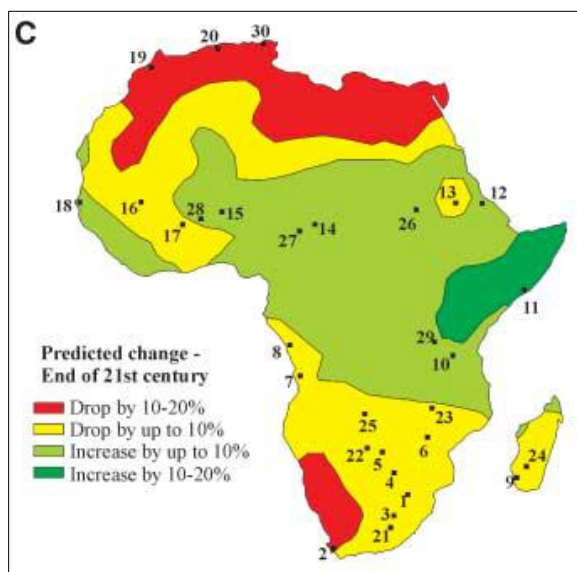 C
19 20 30
18 16 17 28 15 27 14 26 13 12
11
29
10
8
7
23
25
6
22 5
24
9
4
1
3
21
2
Predicted change -
End of 21st century
Drop by 10-20%
Drop by up to 10%
Increase by up to 10%
Increase by 10-20%